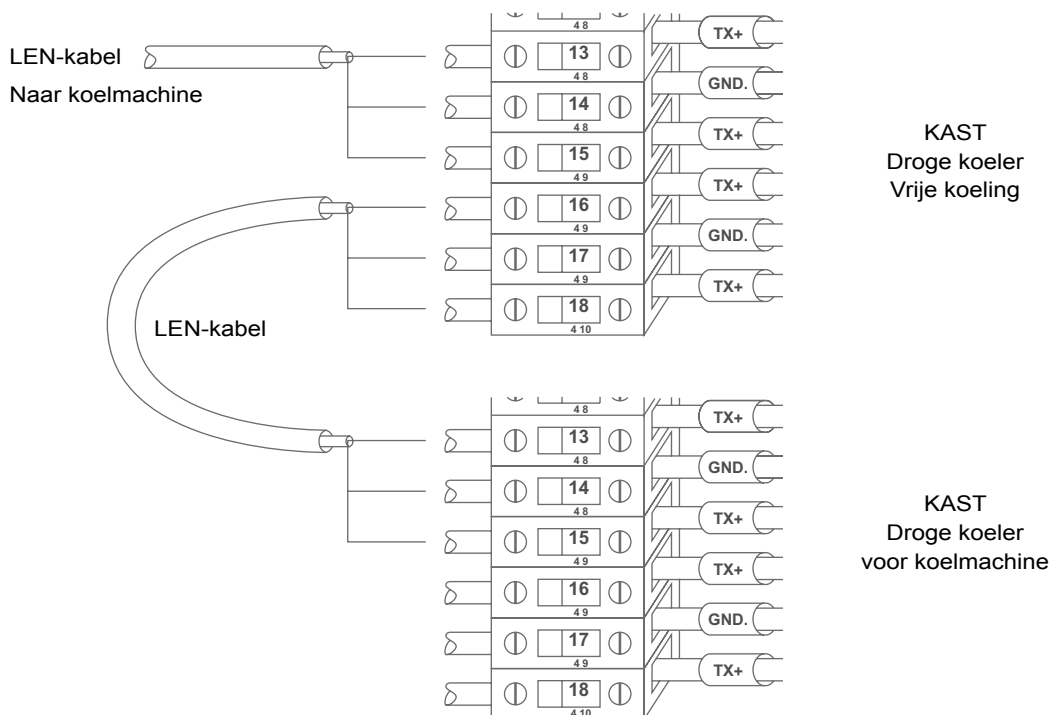 4 8
TX+
LEN-kabel
Naar koelmachine
13
4 8
GND.
14
4 8
TX+
15
4 9
TX+
16
4 9
GND.
17
4 9
TX+
18
4 10
KAST
Droge koeler
Vrije koeling
LEN-kabel
4 8
TX+
13
4 8
GND.
14
4 8
TX+
15
4 9
TX+
16
4 9
GND.
17
4 9
TX+
18
4 10
KAST
Droge koeler
voor koelmachine